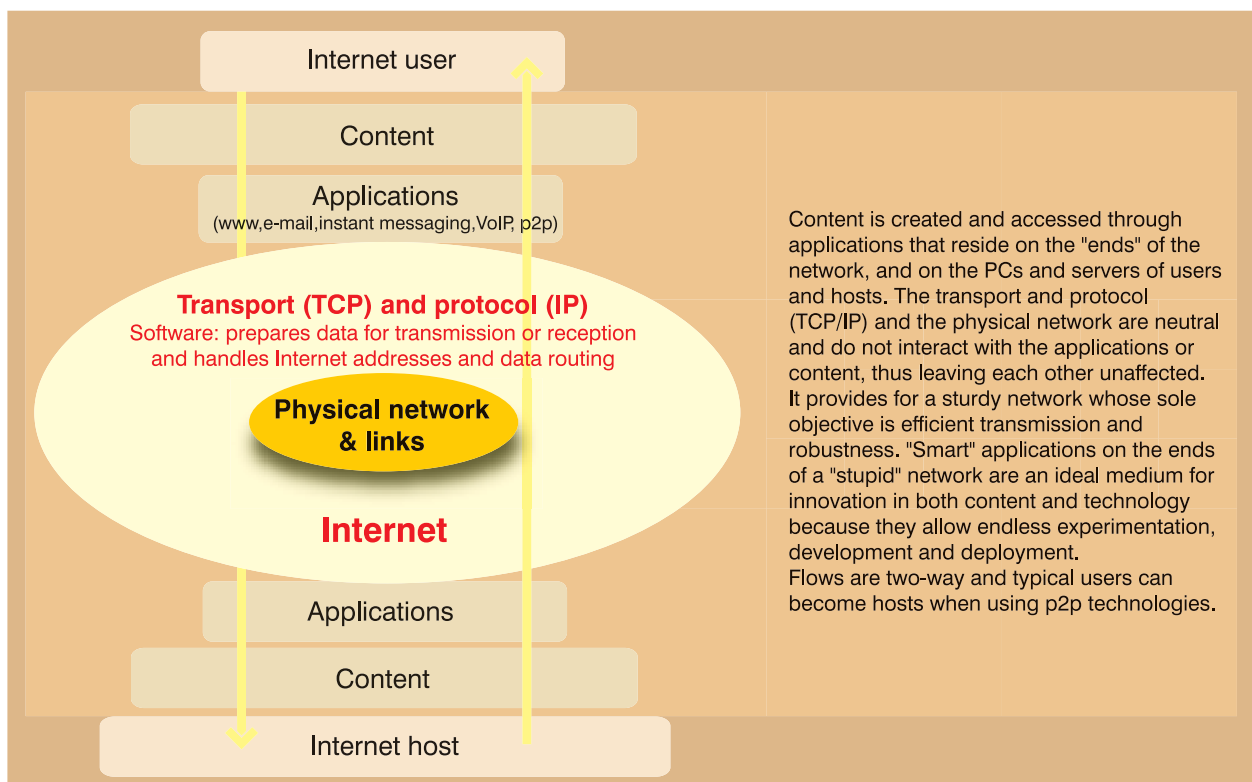 Internet user
Content
Applications
(www,e-mail,instant messaging,VoIP, p2p)
Transport (TCP) and protocol (IP)
Software: prepares data for transmission or reception
and handles Internet addresses and data routing
Physical network
& links
Internet
Applications
Content
Internet host
Content is created and accessed through
applications that reside on the "ends" of the
network, and on the PCs and servers of users
and hosts. The transport and protocol
(TCP/IP) and the physical network are neutral
and do not interact with the applications or
content, thus leaving each other unaffected.
It provides for a sturdy network whose sole
objective is efficient transmission and
robustness. "Smart" applications on the ends
of a "stupid" network are an ideal medium for
innovation in both content and technology
because they allow endless experimentation,
development and deployment.
Flows are two-way and typical users can
become hosts when using p2p technologies.